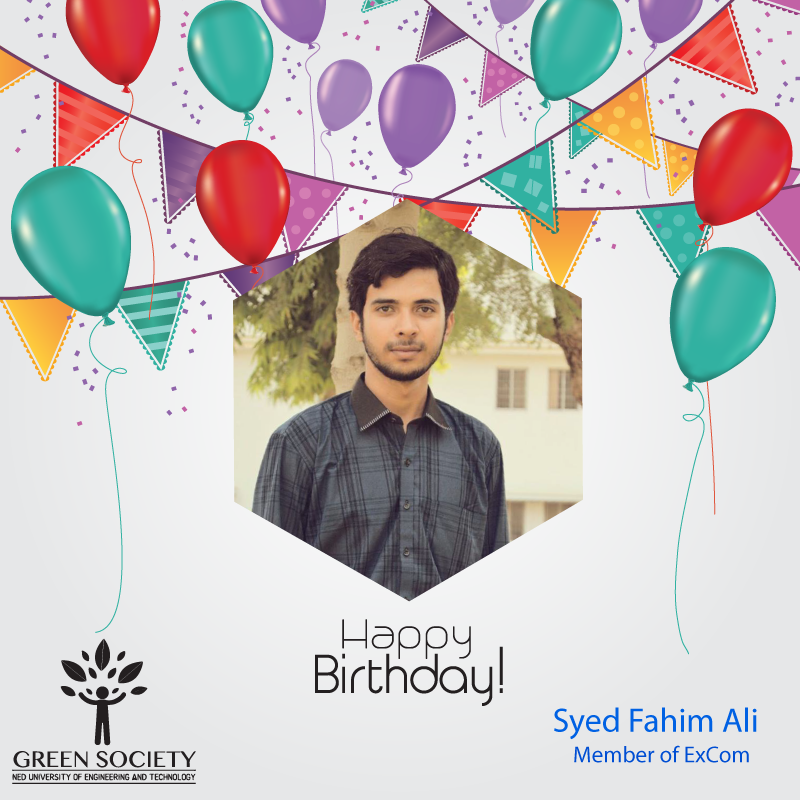 Happy
Birthday!
Syed Fahim Ali
Member of ExCom
GREEN SOCIETY
NED UNIVERSITY OF ENGINEERING AND TECHNOLOGY